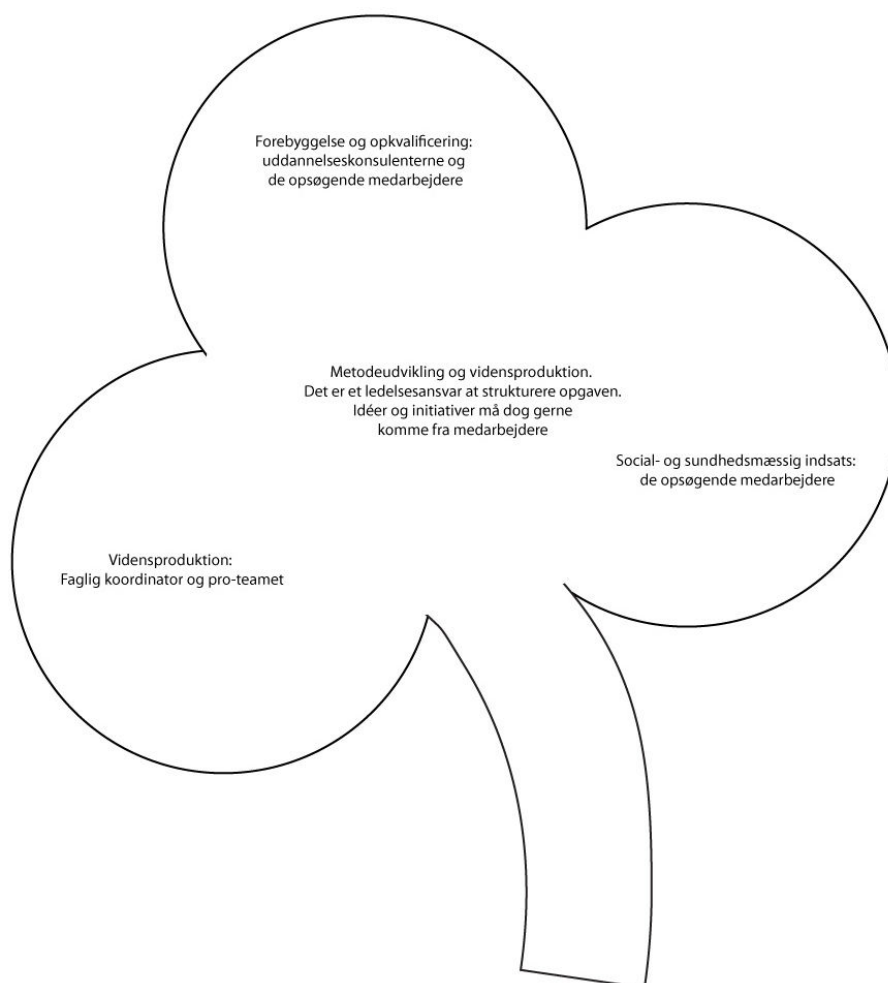 Forebyggelse og opkvalificering:
uddannelseskonsulenterne og
de opsøgende medarbejdere
Metodeudvikling og vidensproduktion.
Det er et ledelsesansvar at strukturere opgaven.
Idéer og initiativer må dog gerne
komme fra medarbejdere
Social- og sundhedsmæssig indsats:
de opsøgende medarbejdere
Vidensproduktion:
Faglig koordinator og pro-teamet